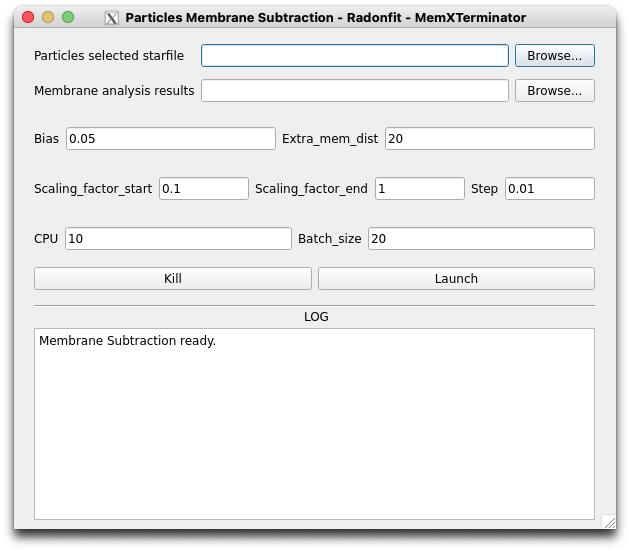 Particles Membrane Subtraction - Radonfit - MemXTerminator
Particles selected starfile Browse...
Membrane analysis results Browse...
Bias 0.05 Extra_mem_dist 20
Scaling_factor_start 0.1 Scaling_factor_end 1 Step 0.01
CPU 10 Batch_size 20
Kill Launch
LOG
Membrane Subtraction ready.